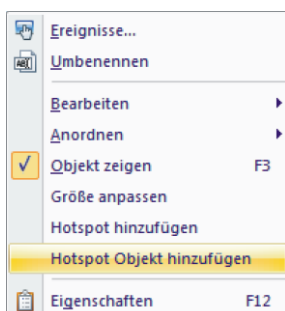 Ereignisse...
Umbenennen
Bearbeiten
Anordnen
Objekt zeigen F3
Größe anpassen
Hotspot hinzufügen
Hotspot Objekt hinzufügen
Eigenschaften F12